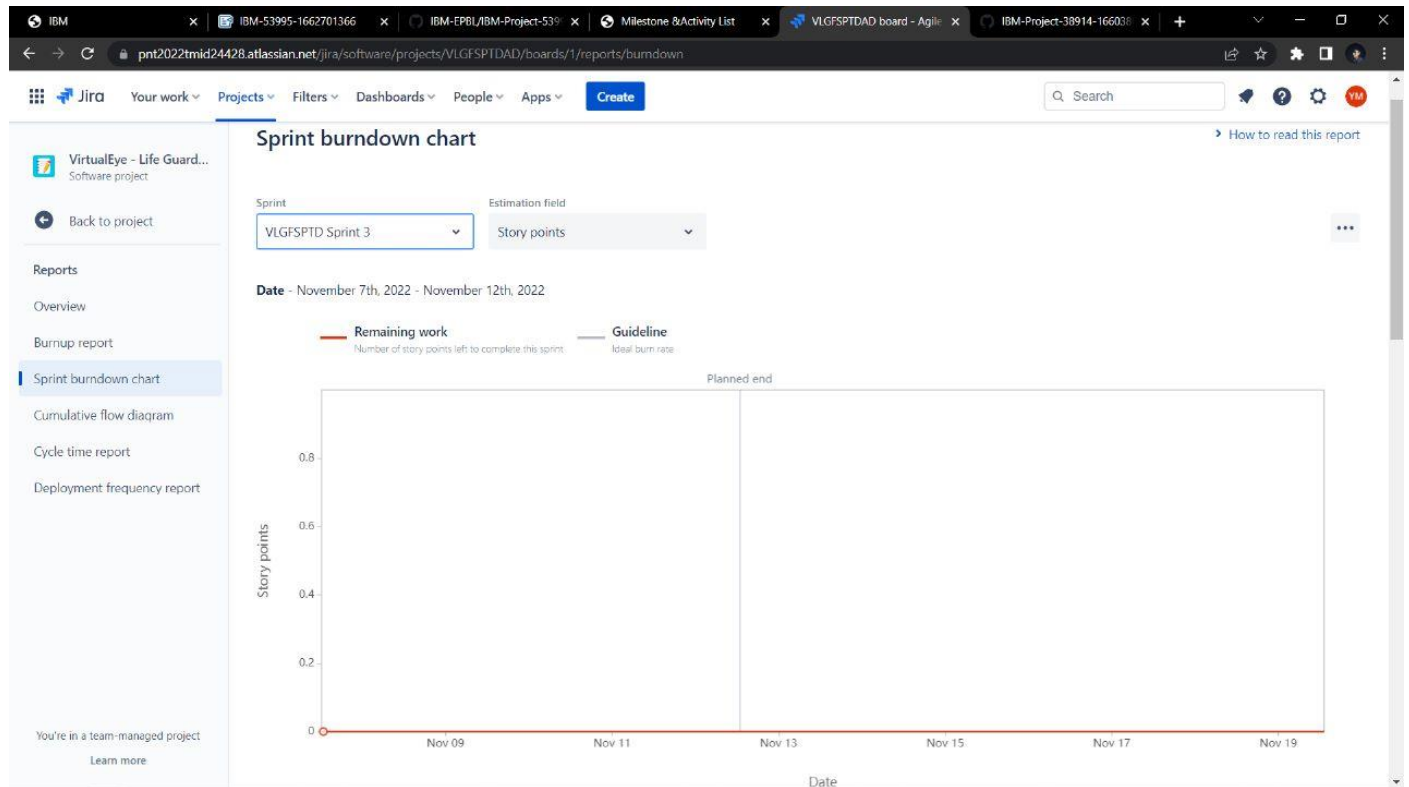 IBM
IBM-53995-1662701366
IBM-EPBL/IBM-Project-539
Milestone &Activity List
VLGFSPTDAD board - Agile
IBM-Project-38914-166038
pnt2022tmid24428.atlassian.net/jira/software/projects/VLGFSPTDAD/boards/1/reports/burndown
Jira
Your work
Projects
Filters
Dashboards
People
Apps
Create
Search
YM
VirtualEye - Life Guard...
Software project
Back to project
Reports
Overview
Burnup report
Sprint burndown chart
Cumulative flow diagram
Cycle time report
Deployment frequency report
You're in a team-managed project
Learn more
Sprint burndown chart
How to read this report
Sprint
Estimation field
VLGFSPTD Sprint 3
Story points
Date - November 7th, 2022 - November 12th, 2022
Remaining work
Number of story points left to complete this sprint
Guideline
Ideal burn rate
Planned end
Story points
0.8
0.6
0.4
0.2
0
Nov 09
Nov 11
Nov 13
Nov 15
Nov 17
Nov 19
Date